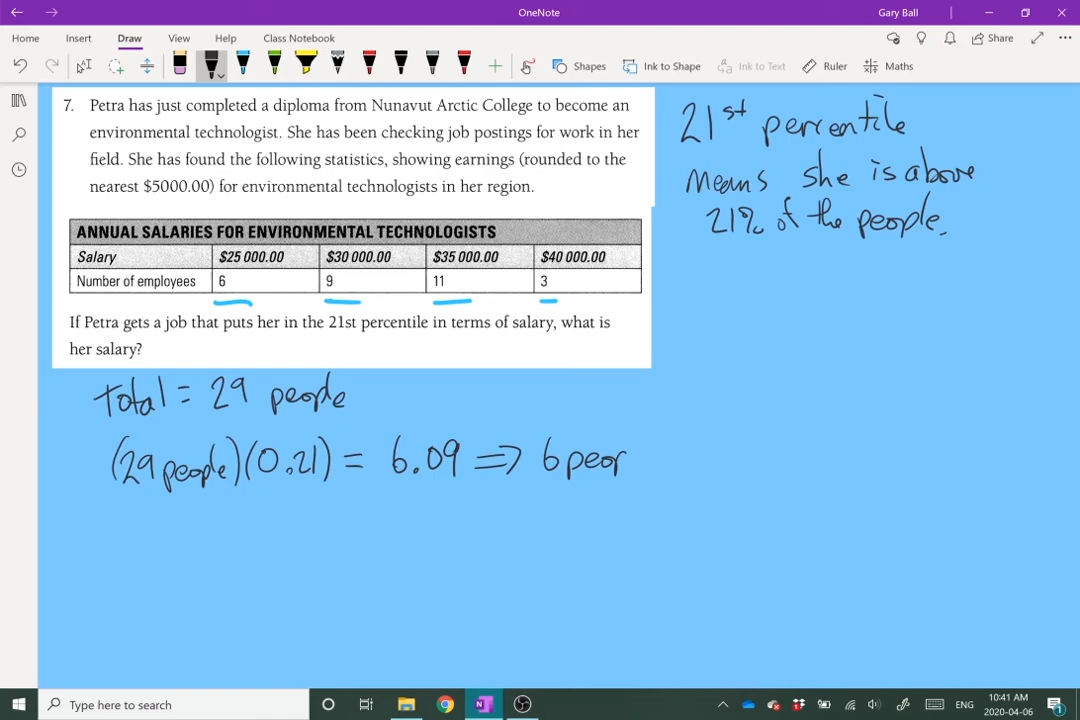 OneNote
Gary Ball
Home Insert Draw View Help Class Notebook
Share
Shapes Ink to Shape Ink to Text Ruler Maths
7. Petra has just completed a diploma from Nunavut Arctic College to become an
environmental technologist. She has been checking job postings for work in her
field. She has found the following statistics, showing earnings (rounded to the
nearest $5000.00) for environmental technologists in her region.
ANNUAL SALARIES FOR ENVIRONMENTAL TECHNOLOGISTS
Salary $25 000.00 $30 000.00 $35 000.00 $40 000.00
Number of employees 6 9 11 3
If Petra gets a job that puts her in the 21st percentile in terms of salary, what is
her salary?
21st percentile
Means she is above
21% of the people.
total = 29 people
(29 people)(0.21) = 6.09 => 6 peor
Type here to search
ENG
10:41 AM
2020-04-06
1